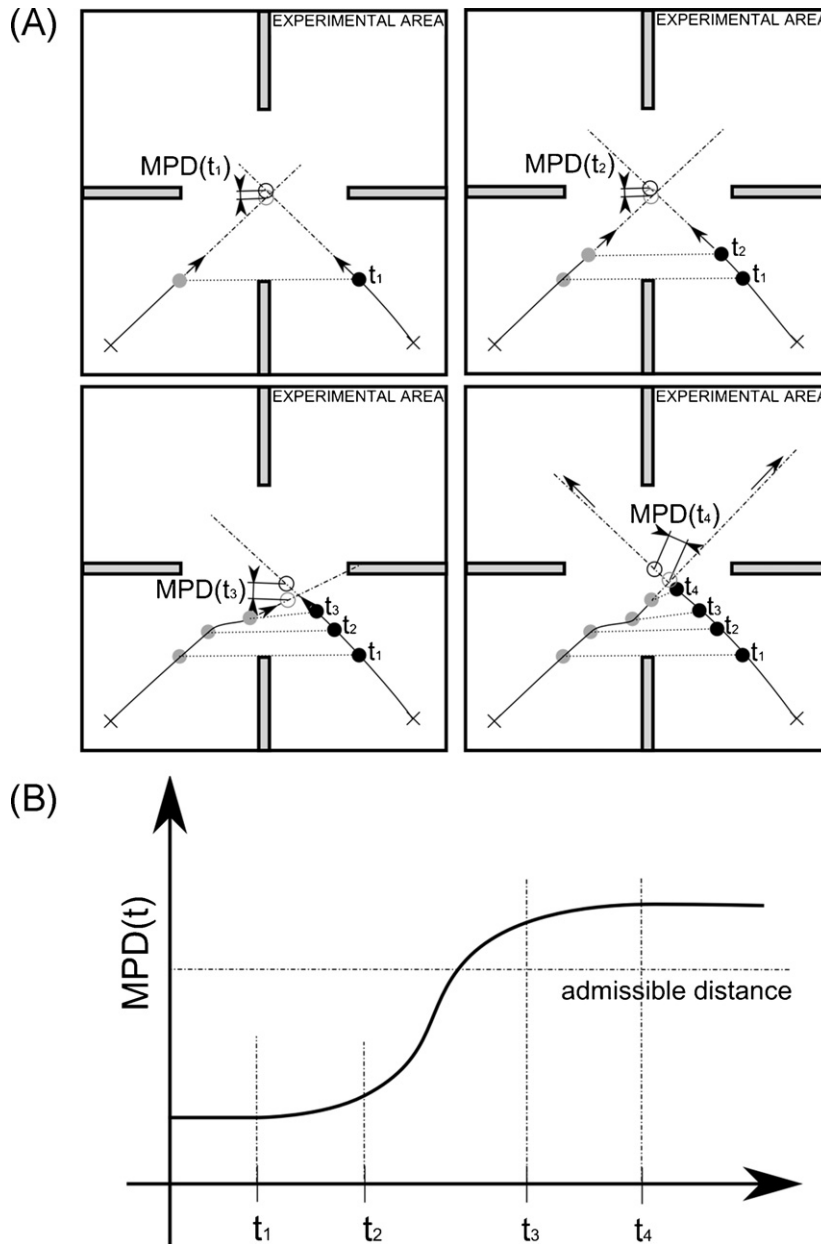 (A)
EXPERIMENTAL AREA
MPD(t₁)
t₁
EXPERIMENTAL AREA
MPD(t₂)
t₂
t₁
EXPERIMENTAL AREA
MPD(t₃)
t₃
t₂
t₁
EXPERIMENTAL AREA
MPD(t₄)
t₄
t₃
t₂
t₁
(B)
MPD(t)
admissible distance
t₁ t₂ t₃ t₄